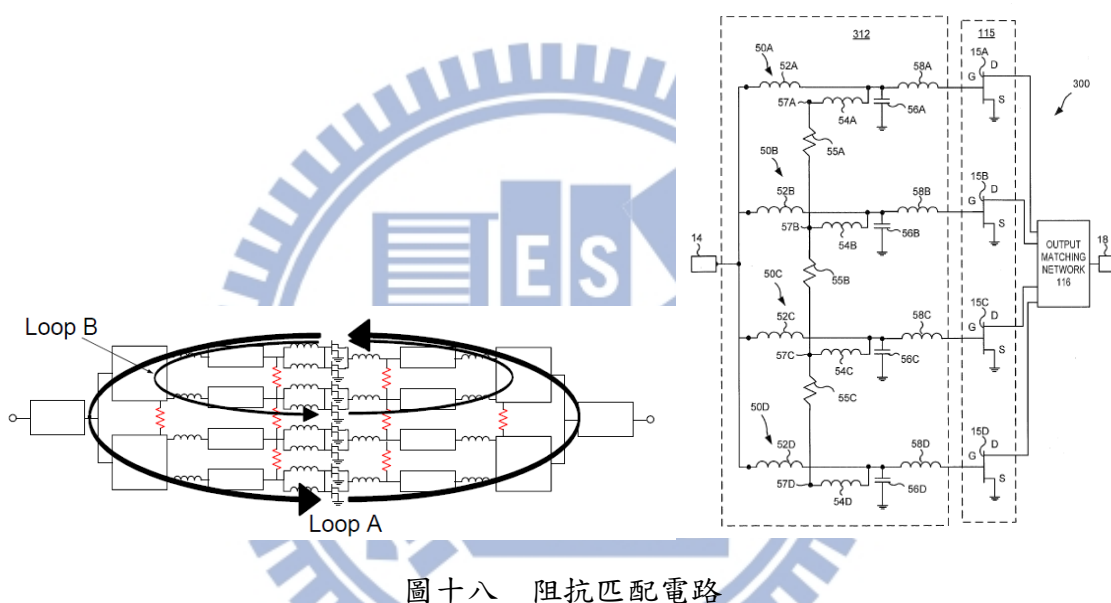 Loop B
Loop A
312
115
300
50A
52A
58A
15A
D
G
S
57A
54A
56A
55A
50B
52B
58B
15B
D
G
S
57B
54B
56B
55B
14
50C
52C
58C
15C
D
G
S
57C
54C
56C
55C
50D
52D
58D
15D
D
G
S
57D
54D
56D
OUTPUT
MATCHING
NETWORK
116
18
ES
圖十八 阻抗匹配電路